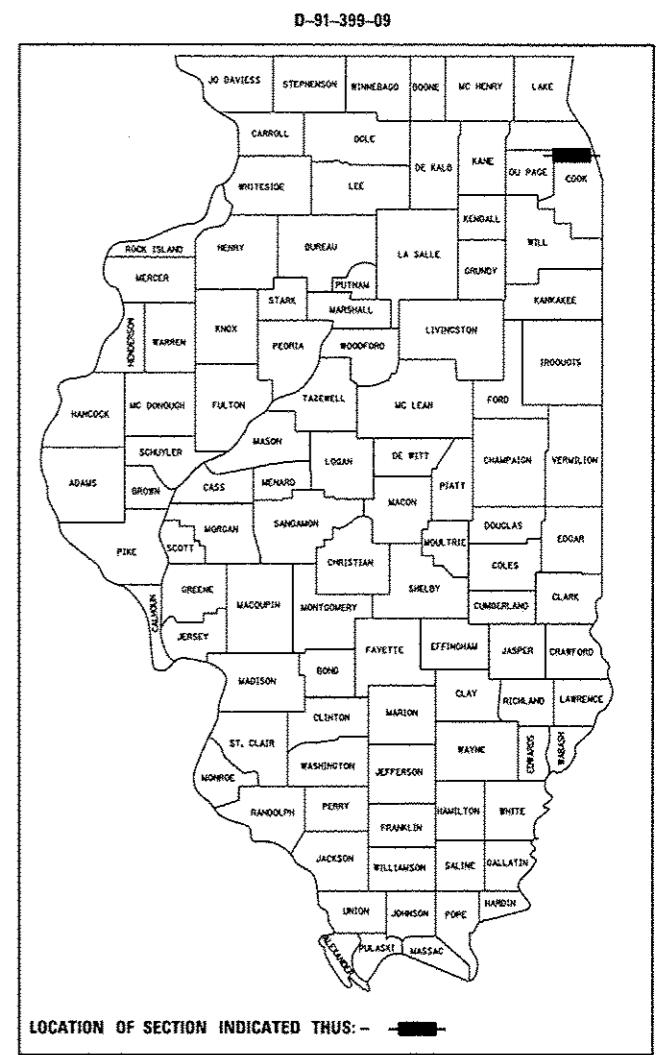 D-91-399-09
JO DAVIESS STEPHENSON WINNEBAGO BOONE MC HENRY LAKE
CARROLL OGLE
DE KALB KANE DU PAGE COOK
WHITESIDE LEE
KENDALL
ROCK ISLAND HENRY BUREAU LA SALLE GRUNDY WILL
MERCER PUTNAM
STARK MARSHALL KANKAKEE
HENDERSON WARREN KNOX PEORIA WOODFORD LIVINGSTON
IROQUOIS
HANCOCK MC DONOUGH FULTON TAZEWELL MC LEAN FORD
MASON
SCHUYLER LOGAN DE WITT CHAMPAIGN VERMILION
ADAMS BROWN CASS MENARD MACON PIATT
MORGAN SANGAMON DOUGLAS EDGAR
PIKE SCOTT CHRISTIAN MOULTRIE COLES
CALHOUN GREENE MACOUPIN MONTGOMERY SHELBY CUMBERLAND CLARK
JERSEY
FAYETTE EFFINGHAM JASPER CRAWFORD
MADISON BOND
CLAY RICHLAND LAWRENCE
CLINTON MARION
ST. CLAIR WAYNE EDWARDS WABASH
MONROE WASHINGTON JEFFERSON
RANDOLPH PERRY HAMILTON WHITE
FRANKLIN
JACKSON WILLIAMSON SALINE GALLATIN
UNION JOHNSON POPE HARDIN
ALEXANDER PULASKI MASSAC
LOCATION OF SECTION INDICATED THUS: -